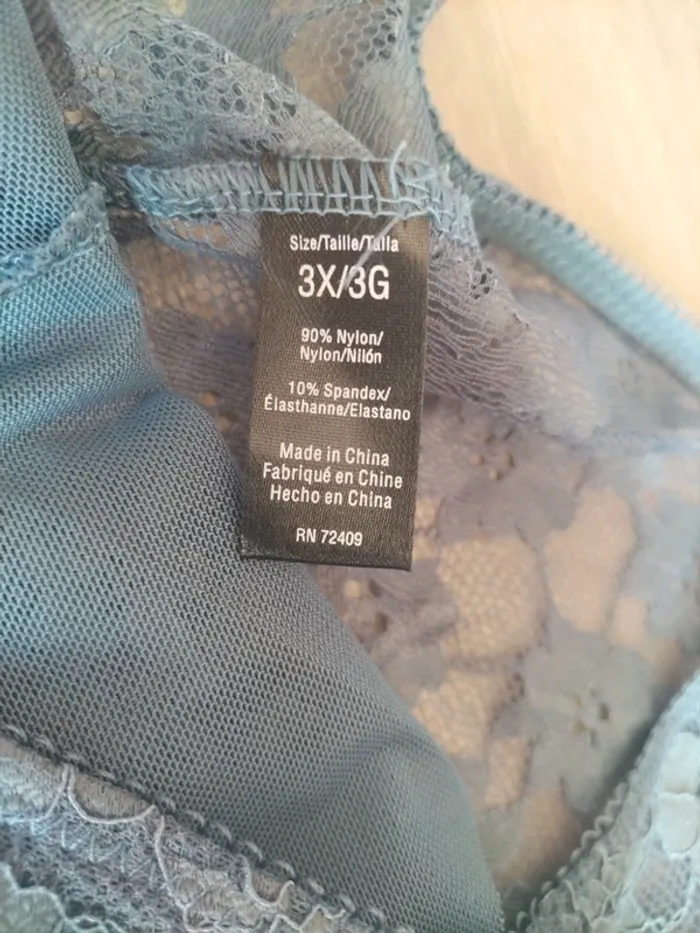 Size/Taille/Talla
3X/3G
90% Nylon/
Nylon/Nilón
10% Spandex/
Élasthanne/Elastano
Made in China
Fabriqué en Chine
Hecho en China
RN 72409